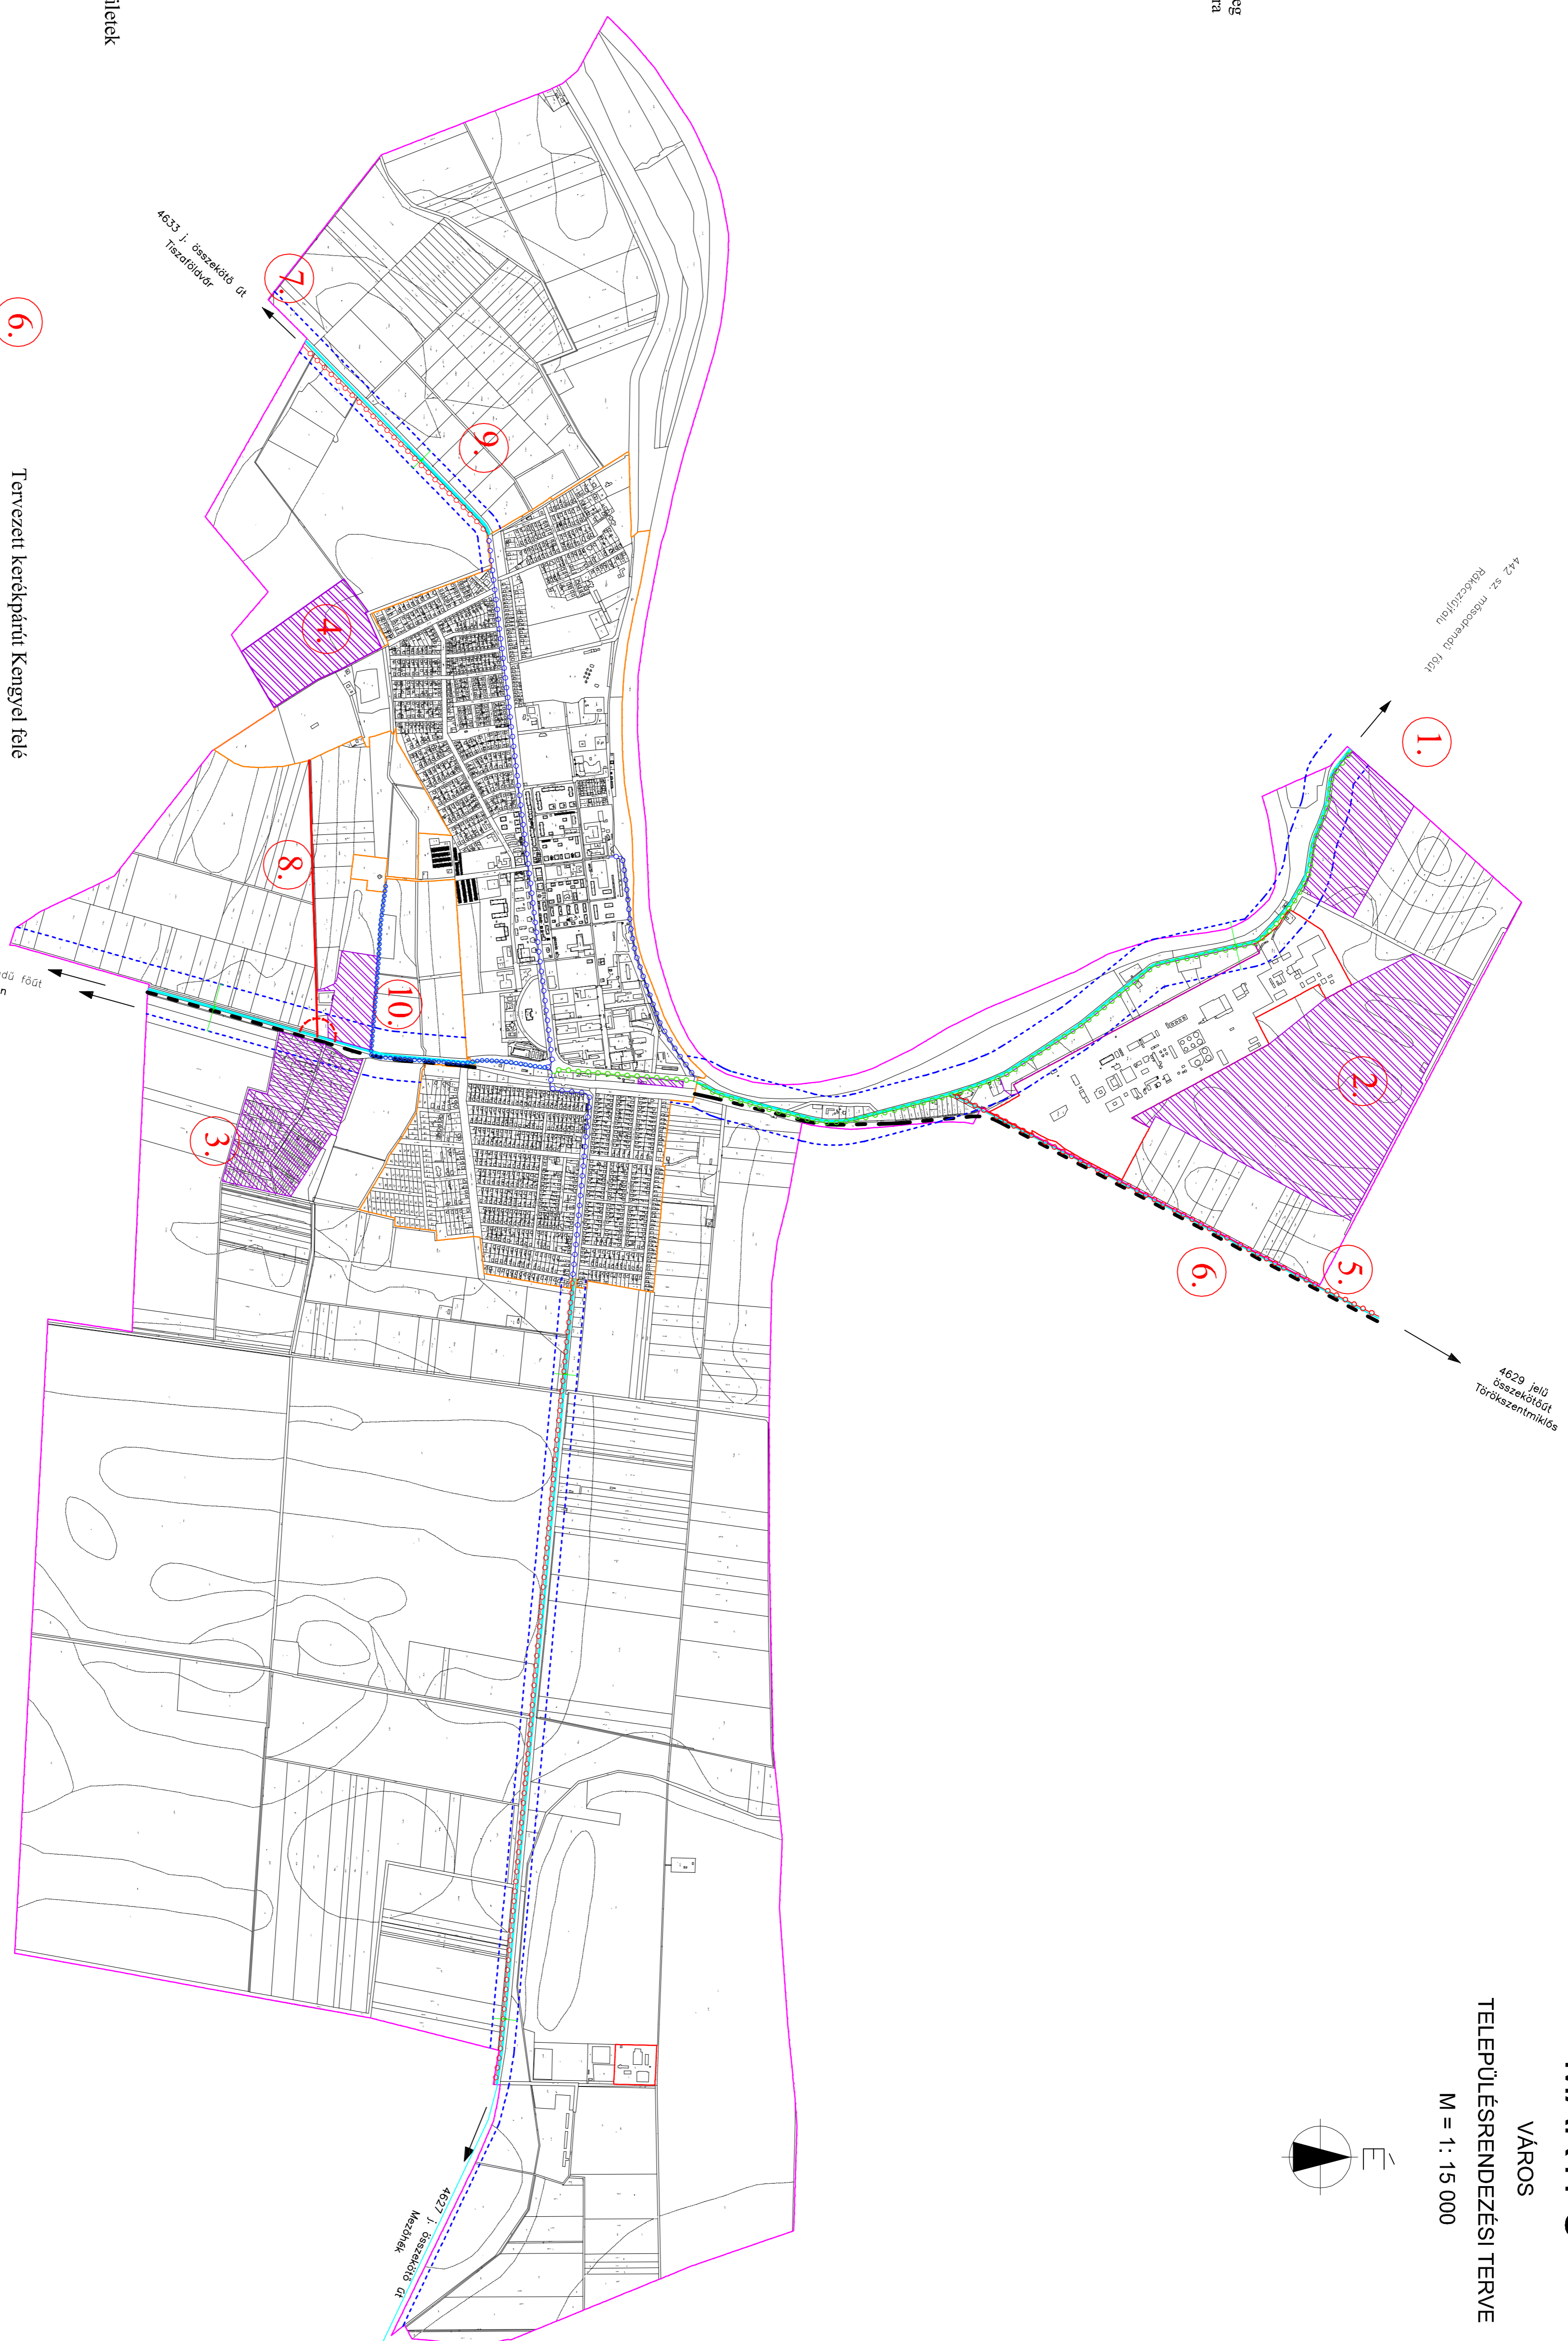 VÁROS
TELEPÜLÉSRENDEZÉSI TERVE
M = 1: 15 000
É
442 sz. másodrendű főút
Rákócziújfalu
1.
2.
5.
6.
4629 jelű
összekötőút
Törökszentmiklós
4633 j. összekötő út
Tiszaföldvár
7.
9.
4.
8.
10.
3.
4627 j. összekötő út
Mezőhék
főút
6.
Tervezett kerékpárút Kengyel felé